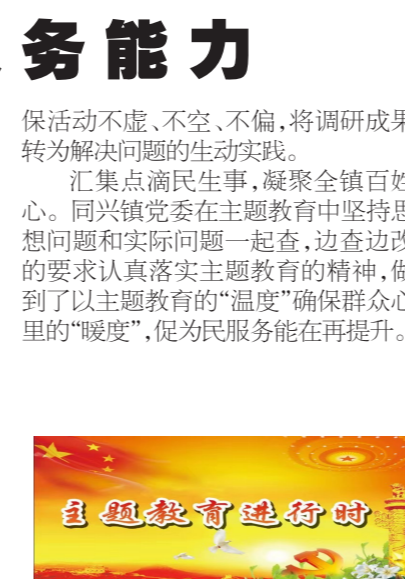 务能力
保活动不虚、不空、不偏,将调研成果
转为解决问题的生动实践。
汇集点滴民生事,凝聚全镇百姓
心。同兴镇党委在主题教育中坚持思
想问题和实际问题一起查,边查边改
的要求认真落实主题教育的精神,做
到了以主题教育的“温度”确保群众心
里的“暖度”,促为民服务能在再提升。
主题教育进行时